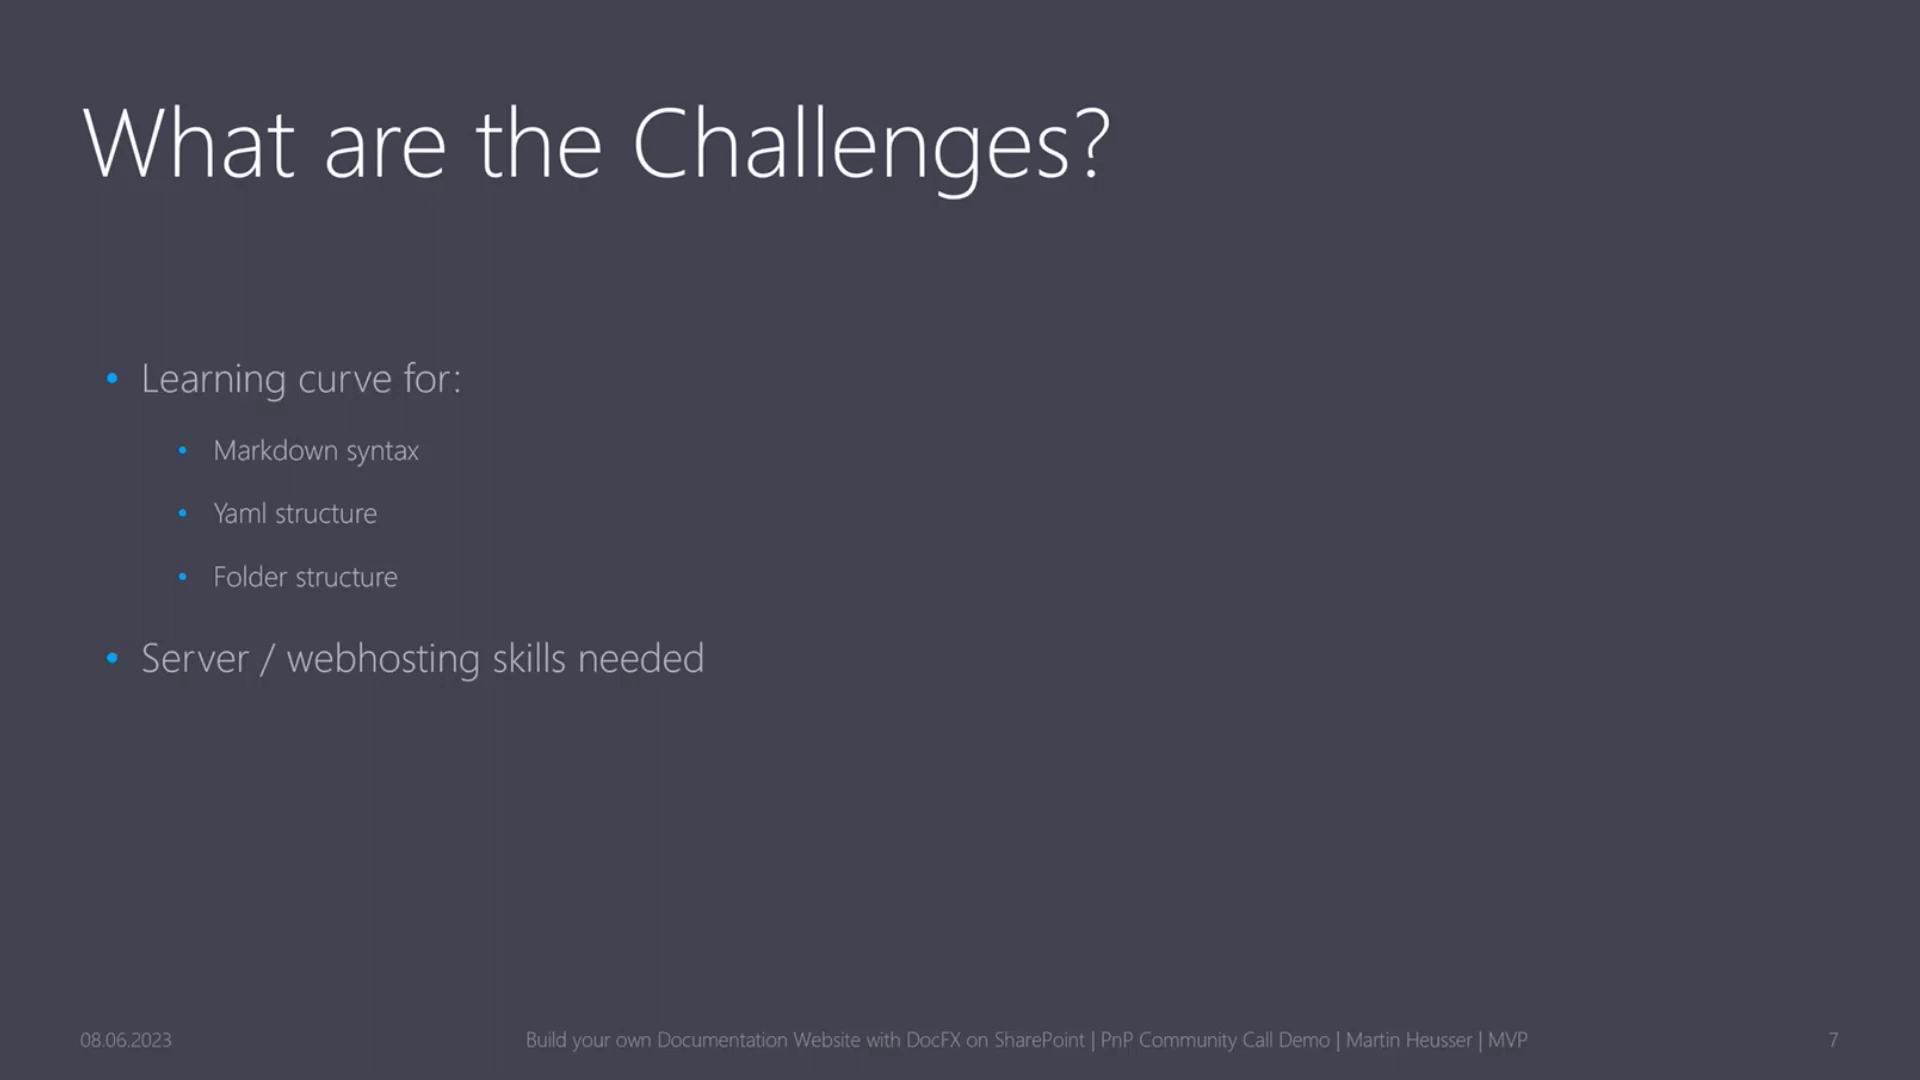 What are the Challenges?
• Learning curve for:
• Markdown syntax
• Yaml structure
• Folder structure
• Server / webhosting skills needed
08.06.2023
Build your own Documentation Website with DocFX on SharePoint | PnP Community Call Demo | Martin Heusser | MVP
7